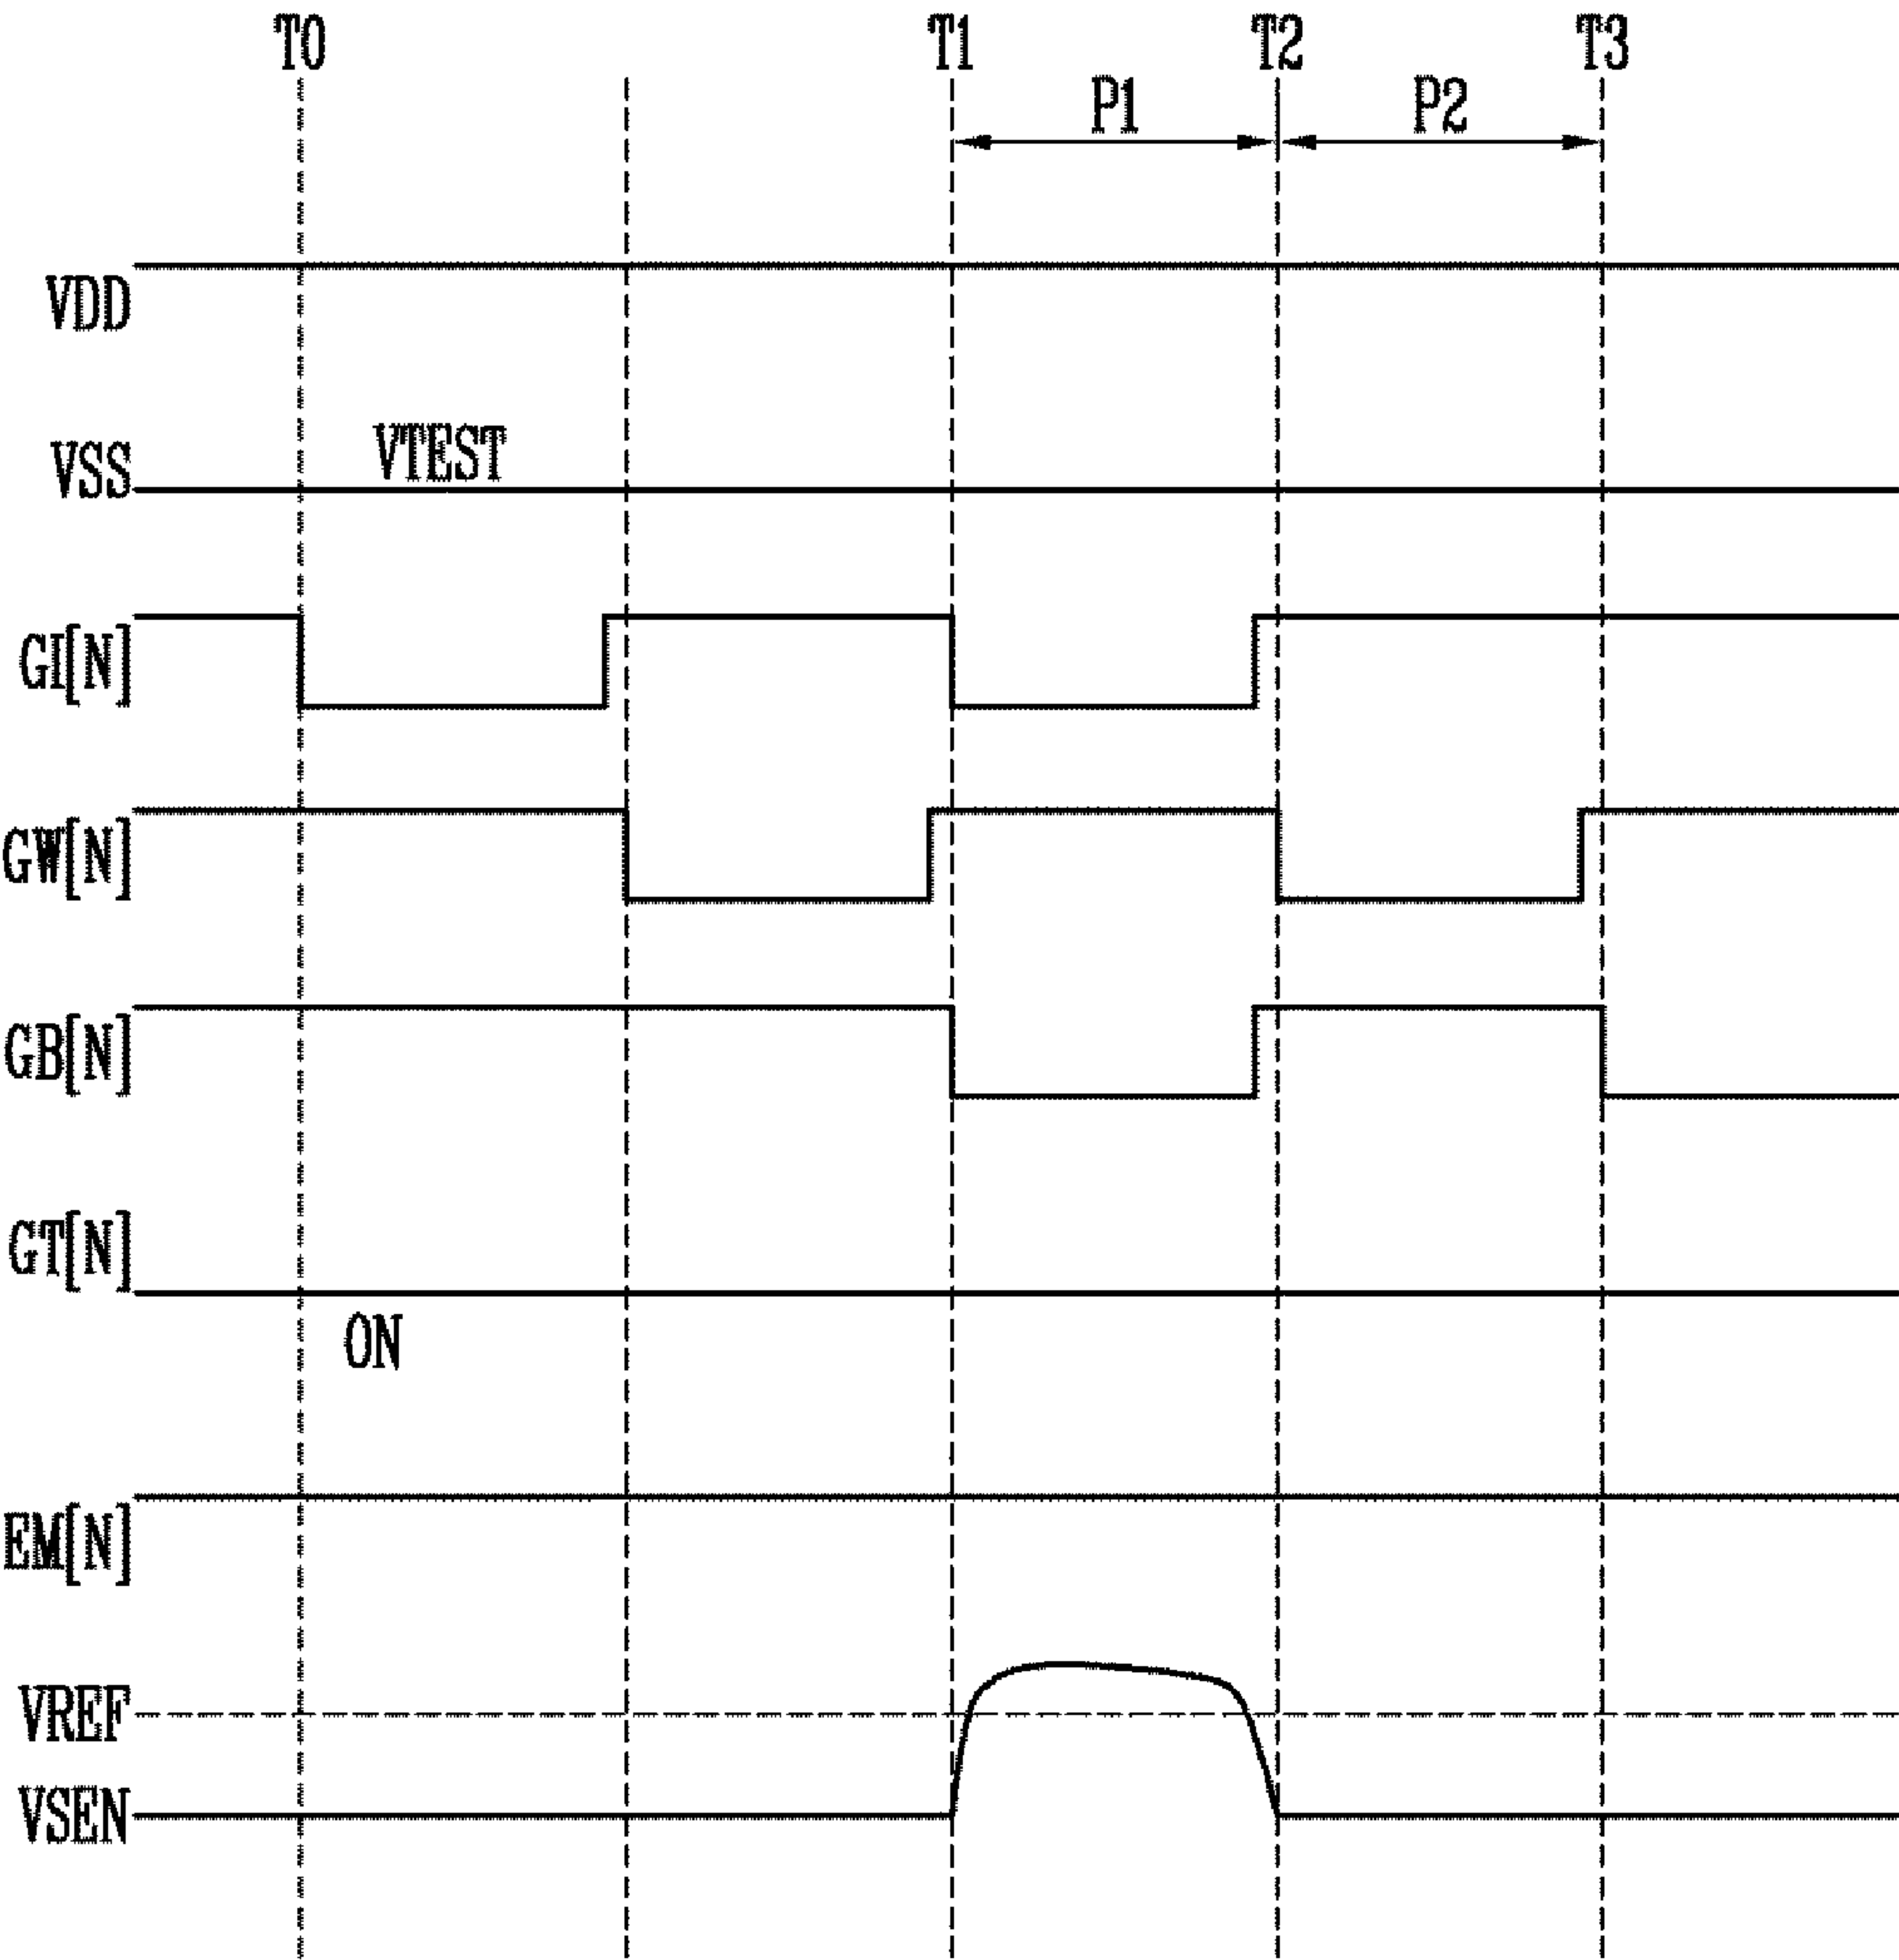 T0 T1 T2 T3
P1 P2
VDD
VTEST
VSS
GI[N]
GW[N]
GB[N]
GT[N]
ON
EM[N]
VREF
VSEN